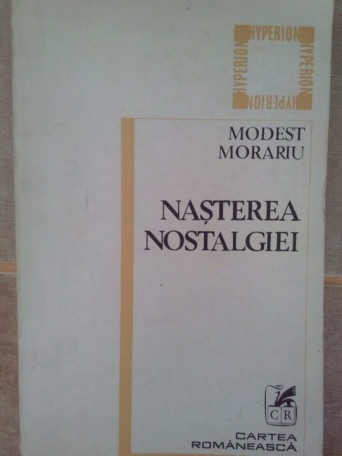 HYPERION
HYPERION
HYPERION
HYPERION
MODEST
MORARIU
NAȘTEREA
NOSTALGIEI
CR
CARTEA
ROMÂNEASCĂ